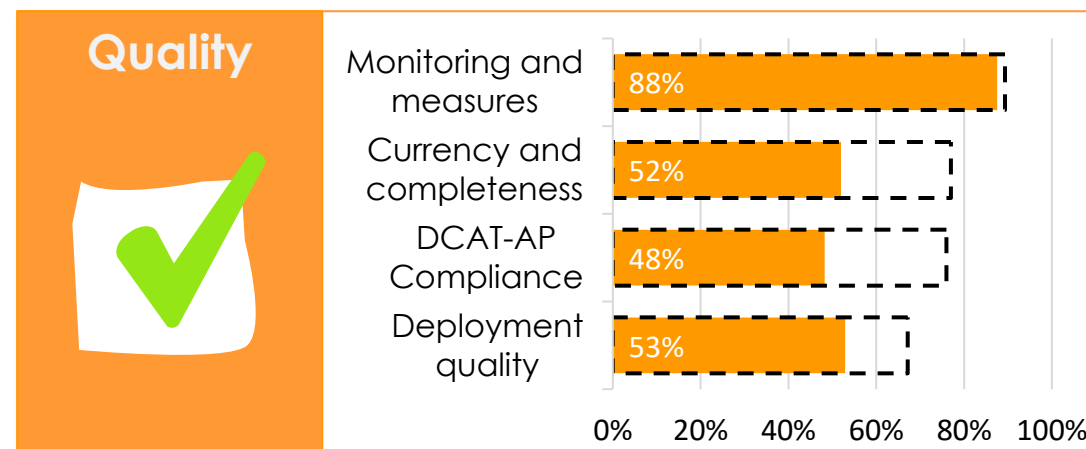 Quality
Monitoring and
measures
88%
Currency and
completeness
52%
DCAT-AP
Compliance
48%
Deployment
quality
53%
0% 20% 40% 60% 80% 100%